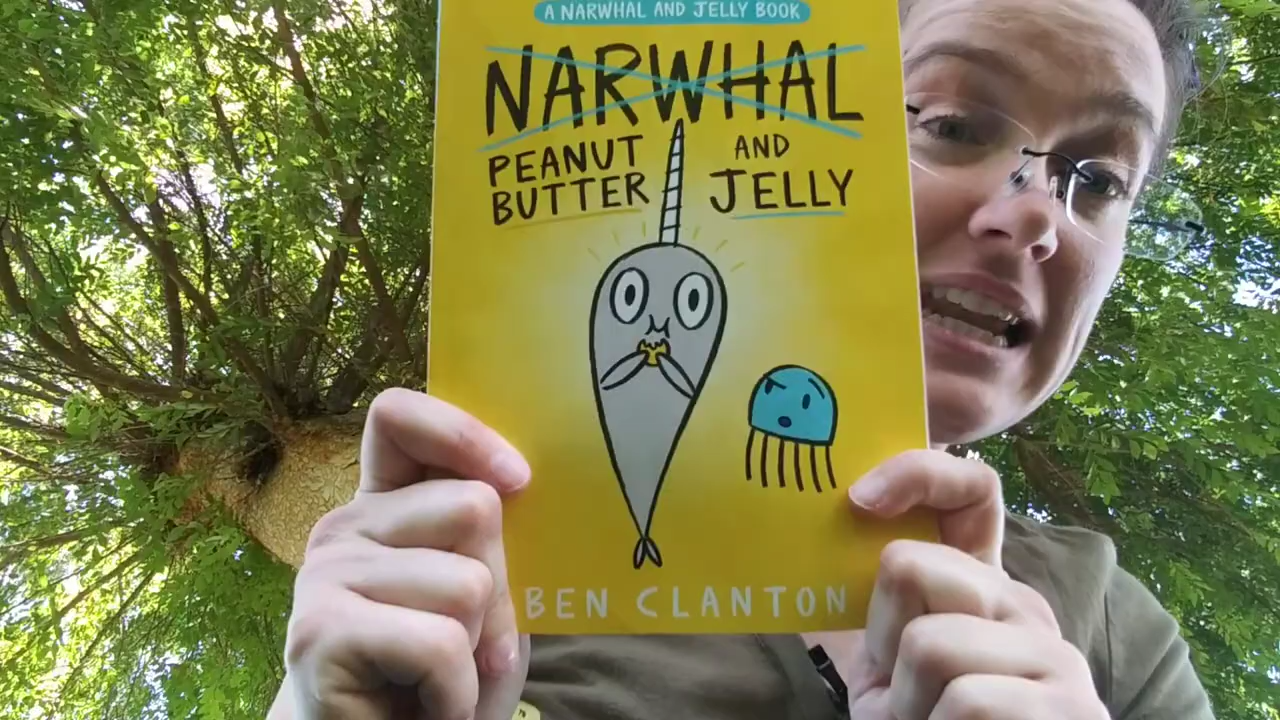 A NARWHAL AND JELLY BOOK
NARWHAL
PEANUT BUTTER AND JELLY
BEN CLANTON